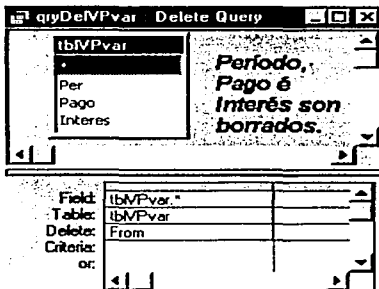 qryDelVPvar : Delete Query
tblVPvar
*
Per
Pago
Interes
Período,
Pago é
Interés son
borrados.
Field: tblVPvar.*
Table: tblVPvar
Delete: From
Criteria:
or: